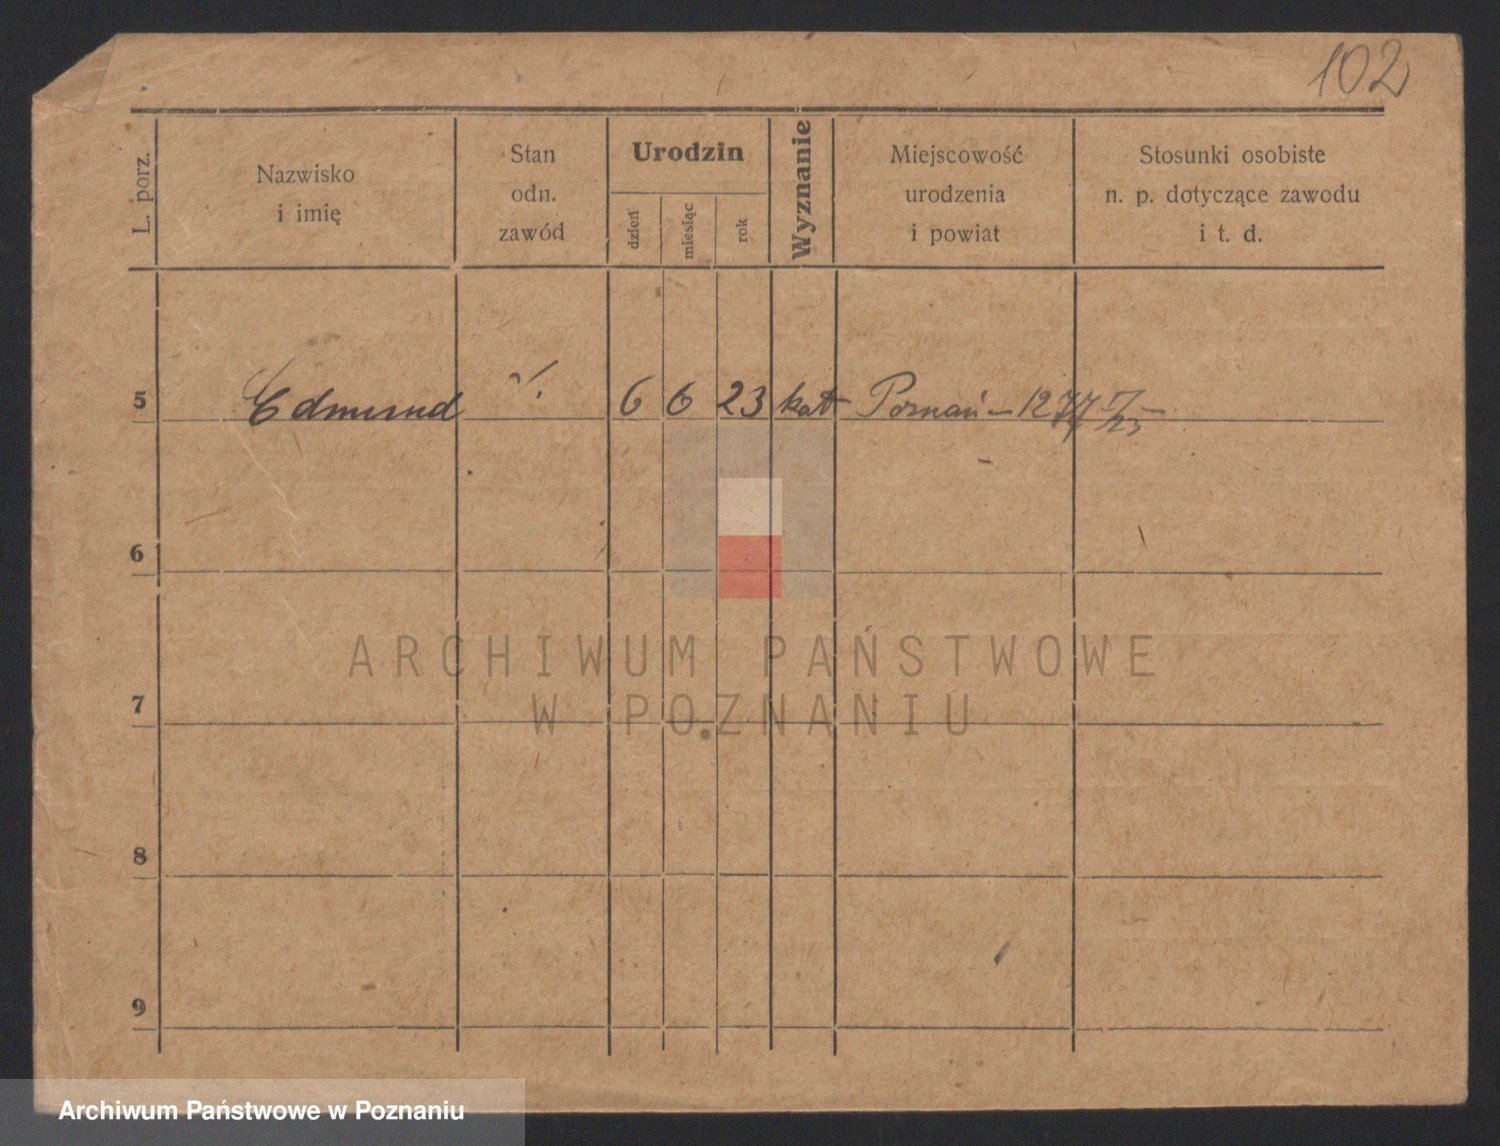 102
L. porz.
Nazwisko
i imię
Stan
odn.
zawód
Urodzin
dzień
miesiąc
rok
Wyznanie
Miejscowość
urodzenia
i powiat
Stosunki osobiste
n. p. dotyczące zawodu
i t. d.
5 Edmund 6 6 23 kat Poznań –
6
7
8
9
ARCHIWUM PAŃSTWOWE
W POZNANIU
Archiwum Państwowe w Poznaniu